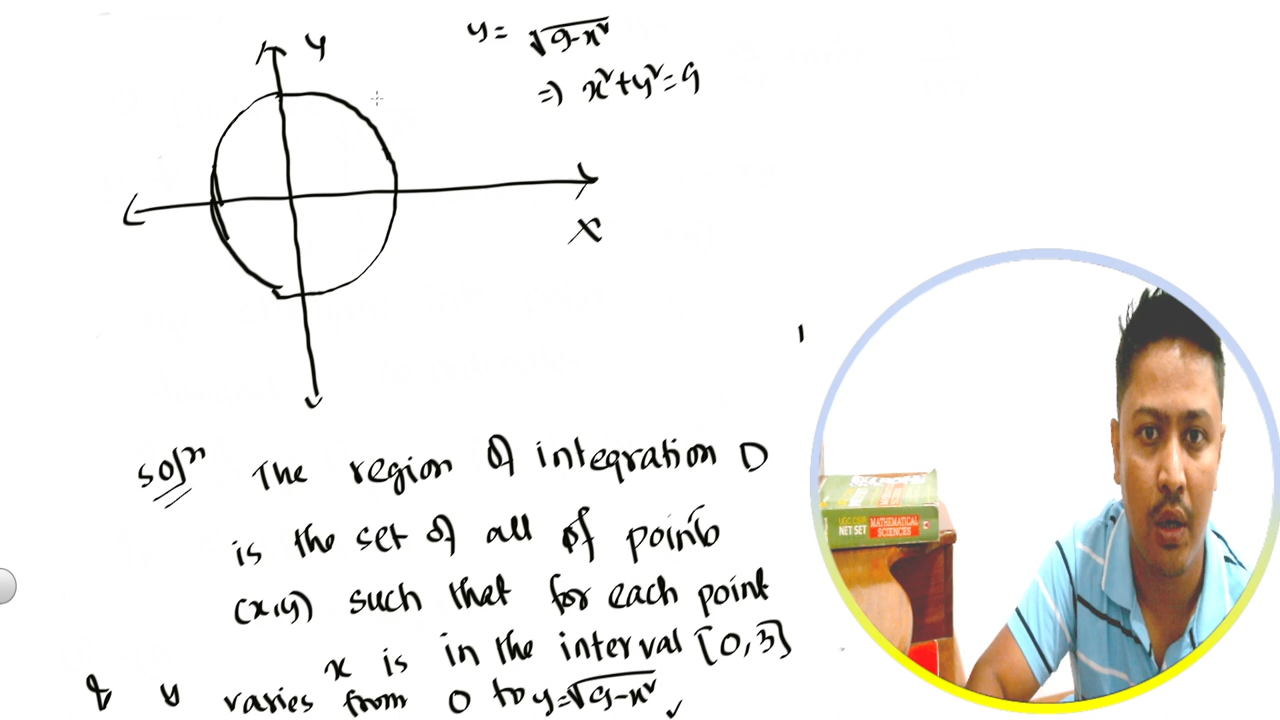 y
y = √9-x²
⇒ x²+y²=9
X
Solⁿ The region of integration D
is the set of all of points
(x,y) such that for each point
x is in the interval [0,3]
& y varies from 0 to y=√9-x²
UGC CSIR
NET SET
MATHEMATICAL
SCIENCES